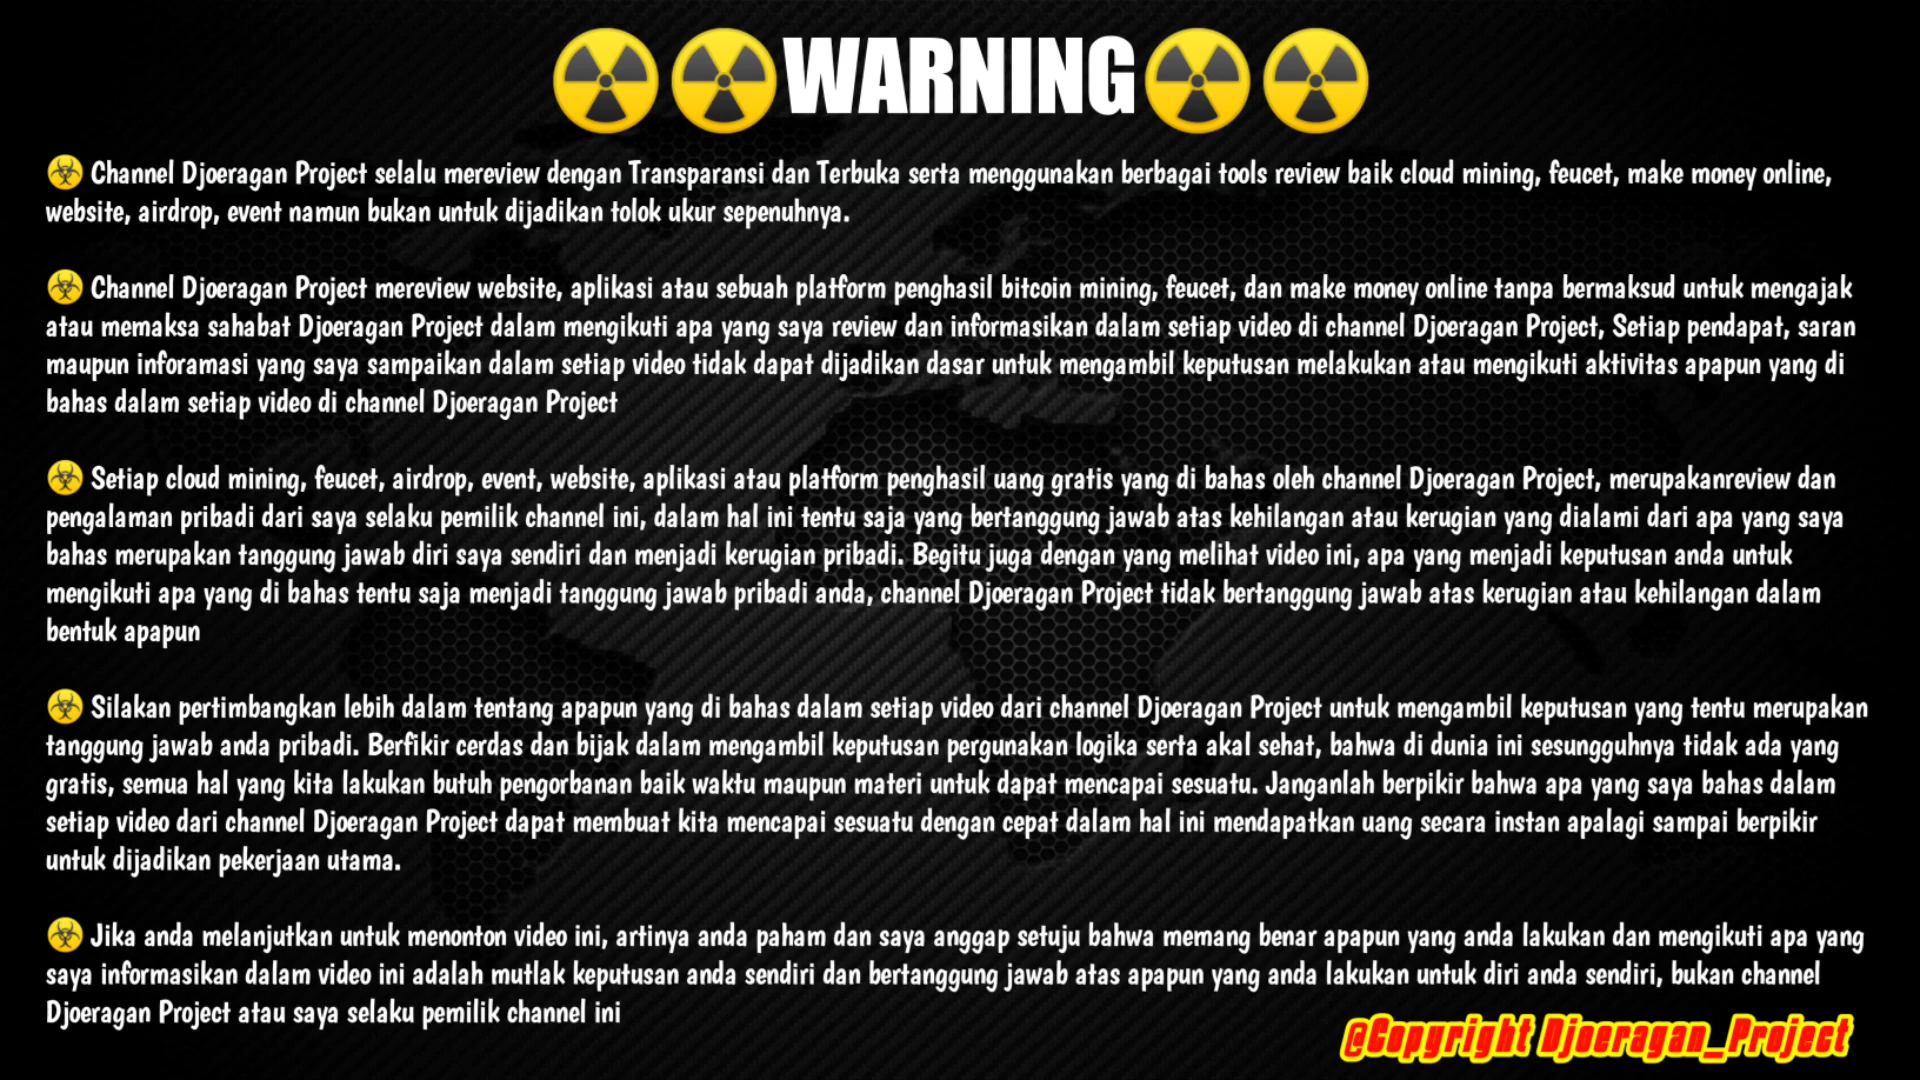 ☢☢WARNING☢☢
☣ Channel Djoeragan Project selalu mereview dengan Transparansi dan Terbuka serta menggunakan berbagai tools review baik cloud mining, feucet, make money online,
website, airdrop, event namun bukan untuk dijadikan tolok ukur sepenuhnya.
☣ Channel Djoeragan Project mereview website, aplikasi atau sebuah platform penghasil bitcoin mining, feucet, dan make money online tanpa bermaksud untuk mengajak
atau memaksa sahabat Djoeragan Project dalam mengikuti apa yang saya review dan informasikan dalam setiap video di channel Djoeragan Project, Setiap pendapat, saran
maupun inforamasi yang saya sampaikan dalam setiap video tidak dapat dijadikan dasar untuk mengambil keputusan melakukan atau mengikuti aktivitas apapun yang di
bahas dalam setiap video di channel Djoeragan Project
☣ Setiap cloud mining, feucet, airdrop, event, website, aplikasi atau platform penghasil uang gratis yang di bahas oleh channel Djoeragan Project, merupakanreview dan
pengalaman pribadi dari saya selaku pemilik channel ini, dalam hal ini tentu saja yang bertanggung jawab atas kehilangan atau kerugian yang dialami dari apa yang saya
bahas merupakan tanggung jawab diri saya sendiri dan menjadi kerugian pribadi. Begitu juga dengan yang melihat video ini, apa yang menjadi keputusan anda untuk
mengikuti apa yang di bahas tentu saja menjadi tanggung jawab pribadi anda, channel Djoeragan Project tidak bertanggung jawab atas kerugian atau kehilangan dalam
bentuk apapun
☣ Silakan pertimbangkan lebih dalam tentang apapun yang di bahas dalam setiap video dari channel Djoeragan Project untuk mengambil keputusan yang tentu merupakan
tanggung jawab anda pribadi. Berfikir cerdas dan bijak dalam mengambil keputusan pergunakan logika serta akal sehat, bahwa di dunia ini sesungguhnya tidak ada yang
gratis, semua hal yang kita lakukan butuh pengorbanan baik waktu maupun materi untuk dapat mencapai sesuatu. Janganlah berpikir bahwa apa yang saya bahas dalam
setiap video dari channel Djoeragan Project dapat membuat kita mencapai sesuatu dengan cepat dalam hal ini mendapatkan uang secara instan apalagi sampai berpikir
untuk dijadikan pekerjaan utama.
☣ Jika anda melanjutkan untuk menonton video ini, artinya anda paham dan saya anggap setuju bahwa memang benar apapun yang anda lakukan dan mengikuti apa yang
saya informasikan dalam video ini adalah mutlak keputusan anda sendiri dan bertanggung jawab atas apapun yang anda lakukan untuk diri anda sendiri, bukan channel
Djoeragan Project atau saya selaku pemilik channel ini
@Copyright Djoeragan_Project